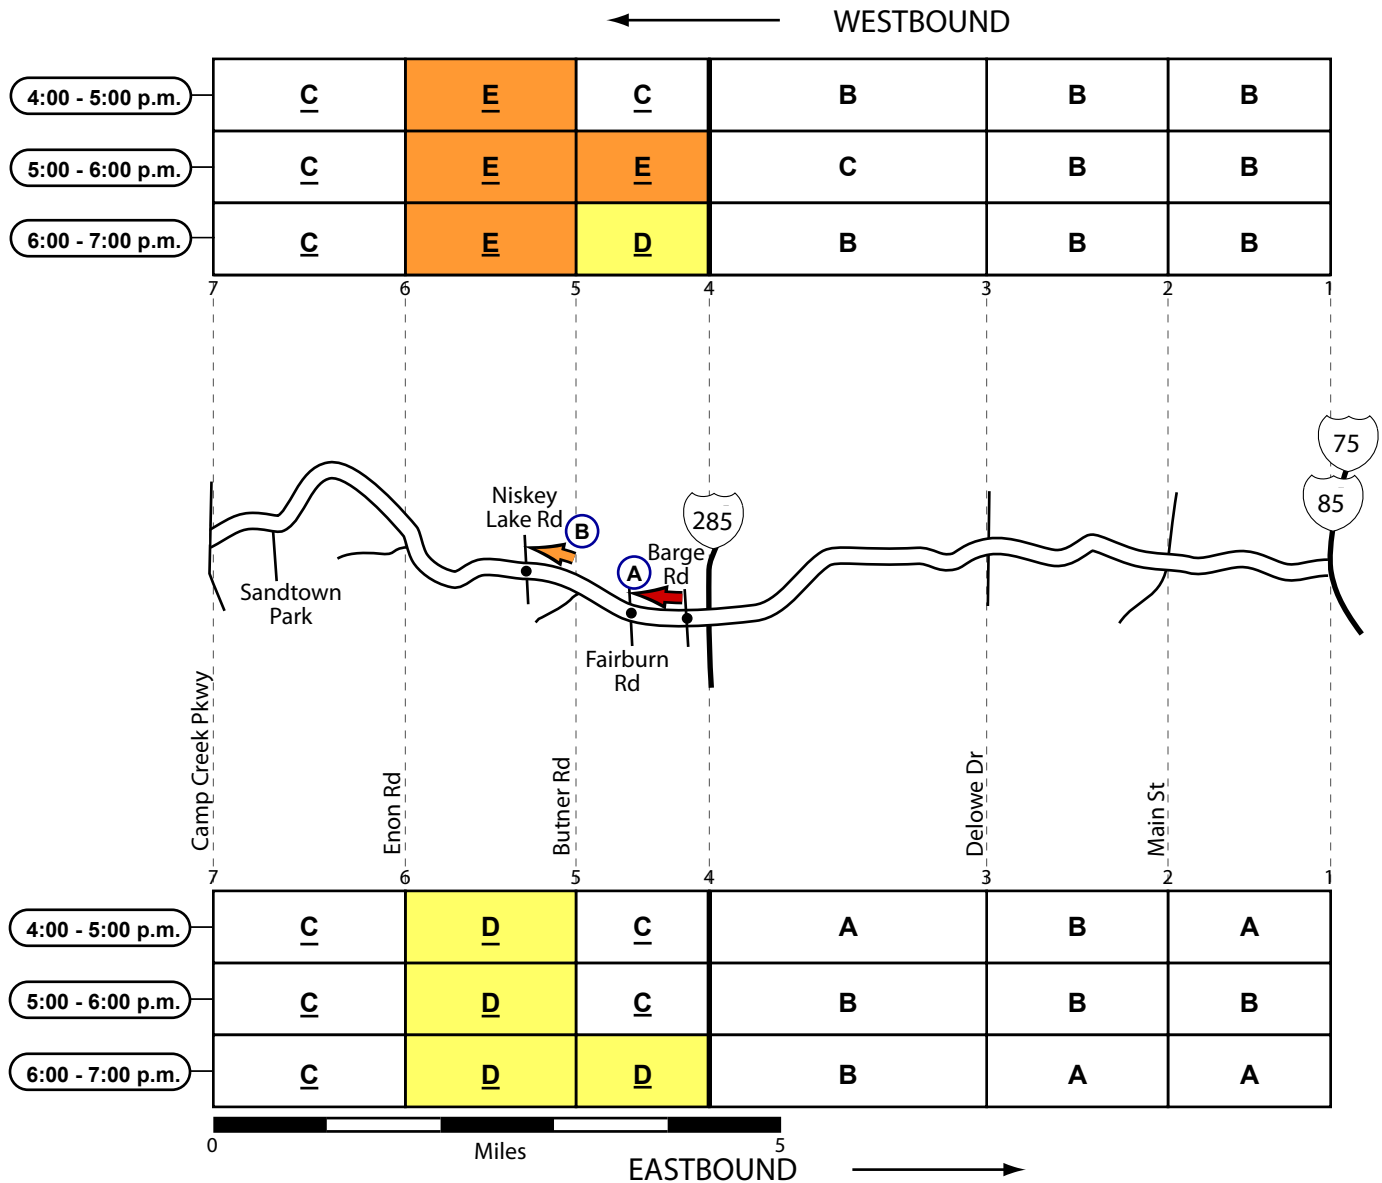 WESTBOUND
4:00 - 5:00 p.m. C E C B B B
5:00 - 6:00 p.m. C E E C B B
6:00 - 7:00 p.m. C E D B B B
7 6 5 4 3 2 1
75
85
Niskey
Lake Rd
B
285
Barge
Rd
A
Sandtown
Park
Fairburn
Rd
Camp Creek Pkwy
Enon Rd
Butner Rd
Delowe Dr
Main St
7 6 5 4 3 2 1
4:00 - 5:00 p.m. C D C A B A
5:00 - 6:00 p.m. C D C B B B
6:00 - 7:00 p.m. C D D B A A
0 5
Miles
EASTBOUND